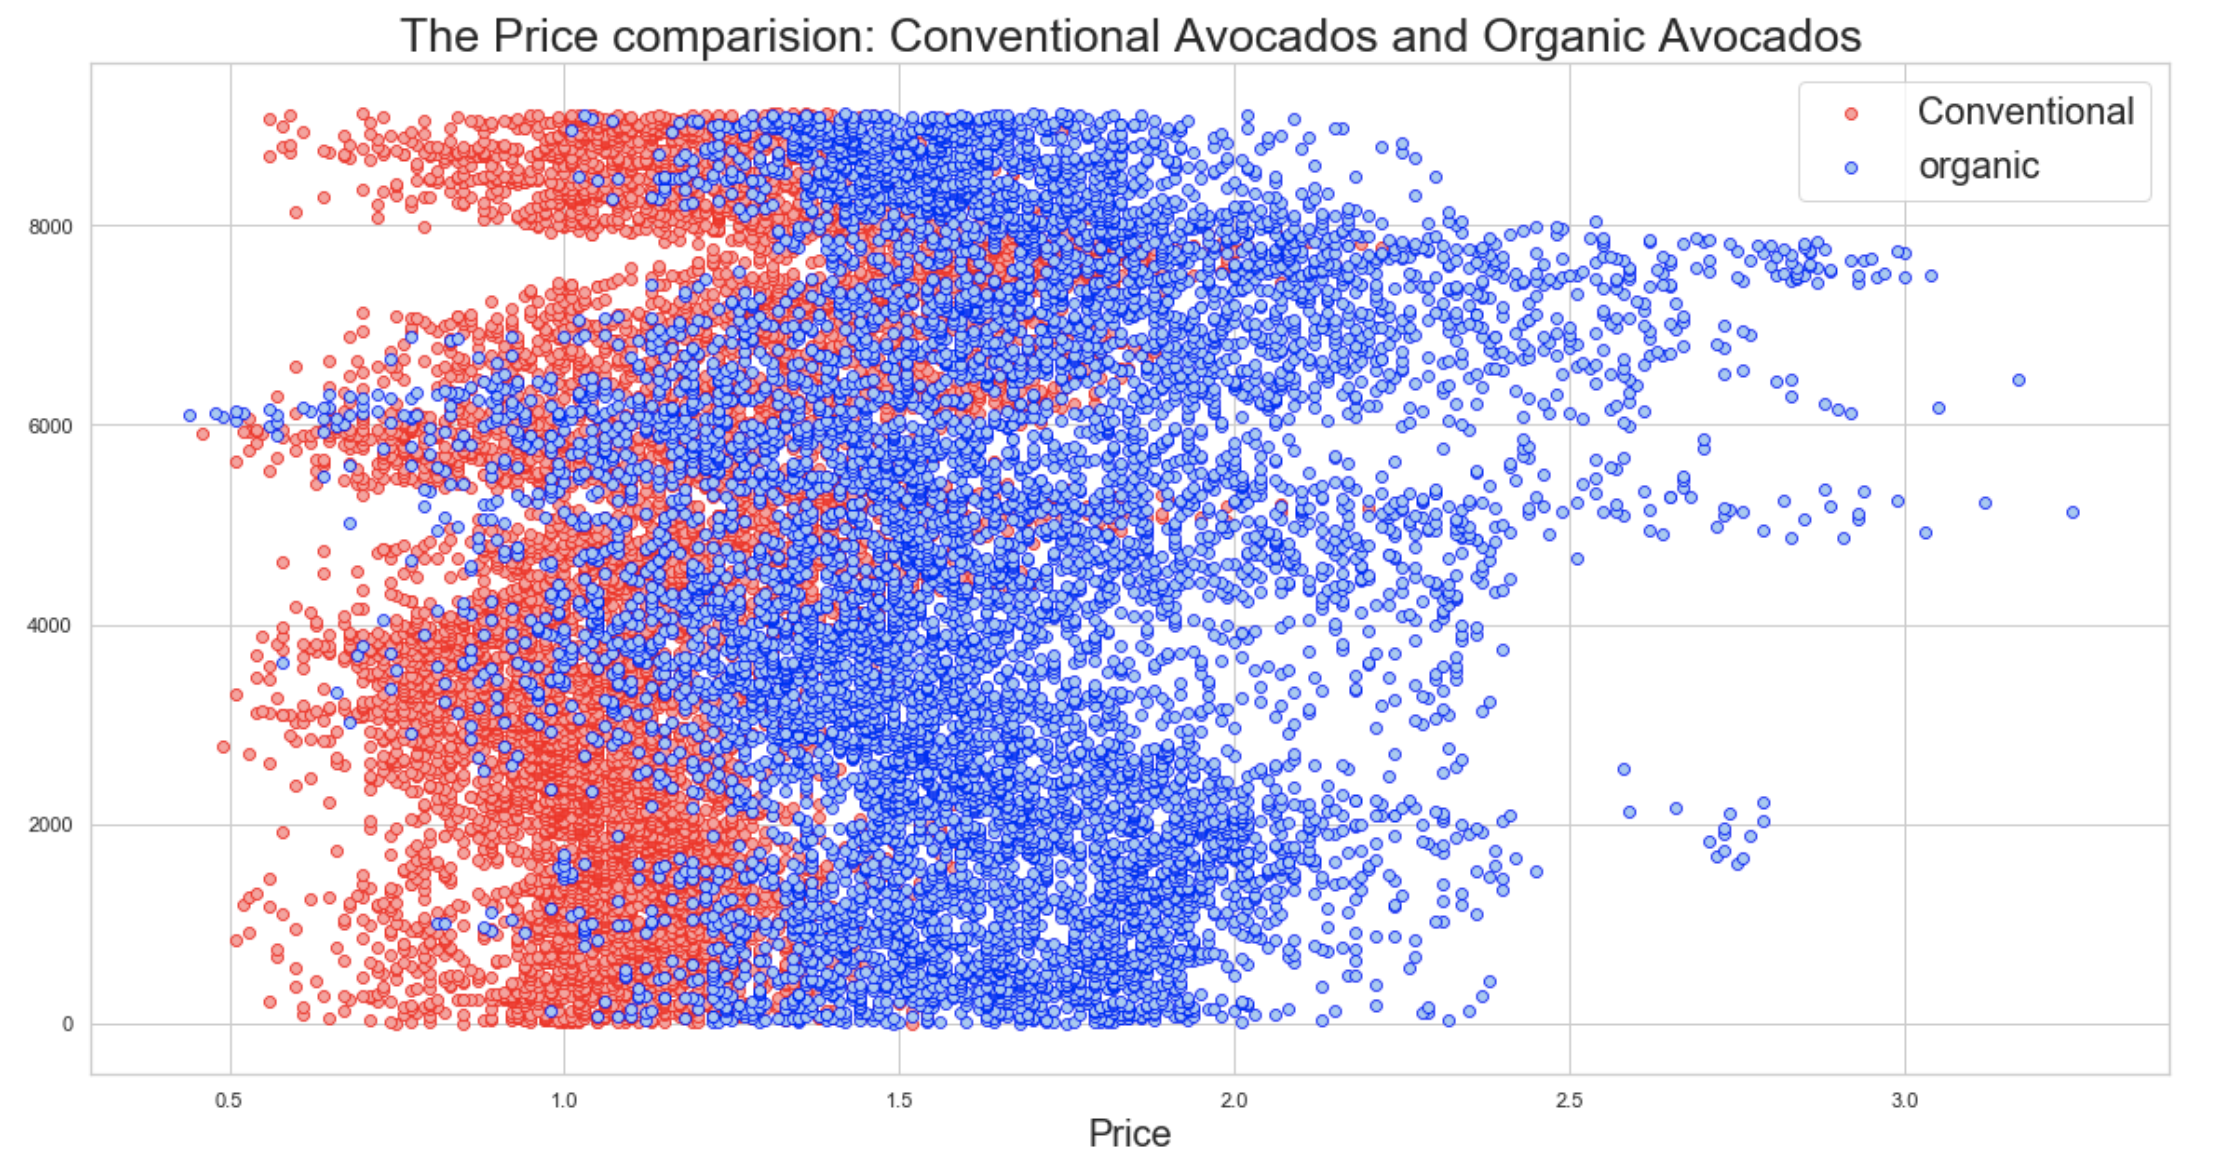 The Price comparision: Conventional Avocados and Organic Avocados
Conventional
organic
8000
6000
4000
2000
0
0.5 1.0 1.5 2.0 2.5 3.0
Price